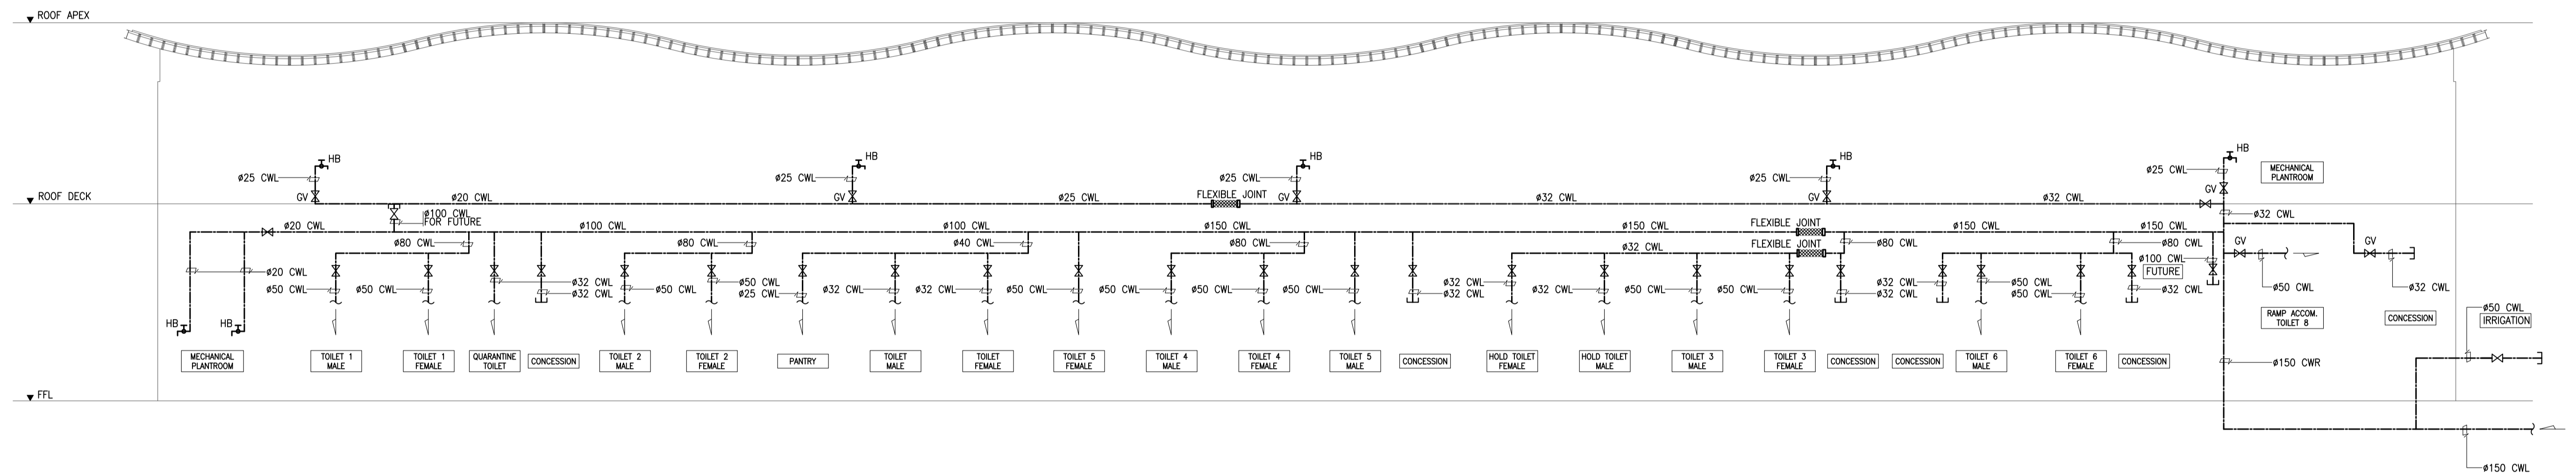 ROOF APEX
HB
HB
HB
HB
HB
ø25 CWL
ø25 CWL
ø25 CWL
ø25 CWL
ø25 CWL
MECHANICAL
PLANTROOM
ROOF DECK
GV
ø20 CWL
GV
ø25 CWL
FLEXIBLE JOINT
GV
ø32 CWL
GV
ø32 CWL
GV
ø100 CWL
FOR FUTURE
ø32 CWL
ø20 CWL
ø100 CWL
ø100 CWL
ø150 CWL
ø150 CWL
FLEXIBLE JOINT
ø150 CWL
ø150 CWL
ø80 CWL
ø80 CWL
ø40 CWL
ø80 CWL
ø32 CWL
FLEXIBLE JOINT
ø80 CWL
ø80 CWL
GV
GV
ø100 CWL
FUTURE
ø20 CWL
ø50 CWL
ø50 CWL
ø32 CWL
ø32 CWL
ø50 CWL
ø50 CWL
ø25 CWL
ø32 CWL
ø32 CWL
ø50 CWL
ø50 CWL
ø50 CWL
ø50 CWL
ø32 CWL
ø32 CWL
ø32 CWL
ø50 CWL
ø50 CWL
ø32 CWL
ø32 CWL
ø32 CWL
ø50 CWL
ø50 CWL
ø32 CWL
ø50 CWL
ø32 CWL
ø50 CWL
IRRIGATION
HB
HB
RAMP ACCOM.
TOILET 8
CONCESSION
MECHANICAL
PLANTROOM
TOILET 1
MALE
TOILET 1
FEMALE
QUARANTINE
TOILET
CONCESSION
TOILET 2
MALE
TOILET 2
FEMALE
PANTRY
TOILET
MALE
TOILET
FEMALE
TOILET 5
FEMALE
TOILET 4
MALE
TOILET 4
FEMALE
TOILET 5
MALE
CONCESSION
HOLD TOILET
FEMALE
HOLD TOILET
MALE
TOILET 3
MALE
TOILET 3
FEMALE
CONCESSION
CONCESSION
TOILET 6
MALE
TOILET 6
FEMALE
CONCESSION
ø150 CWR
FFL
ø150 CWL